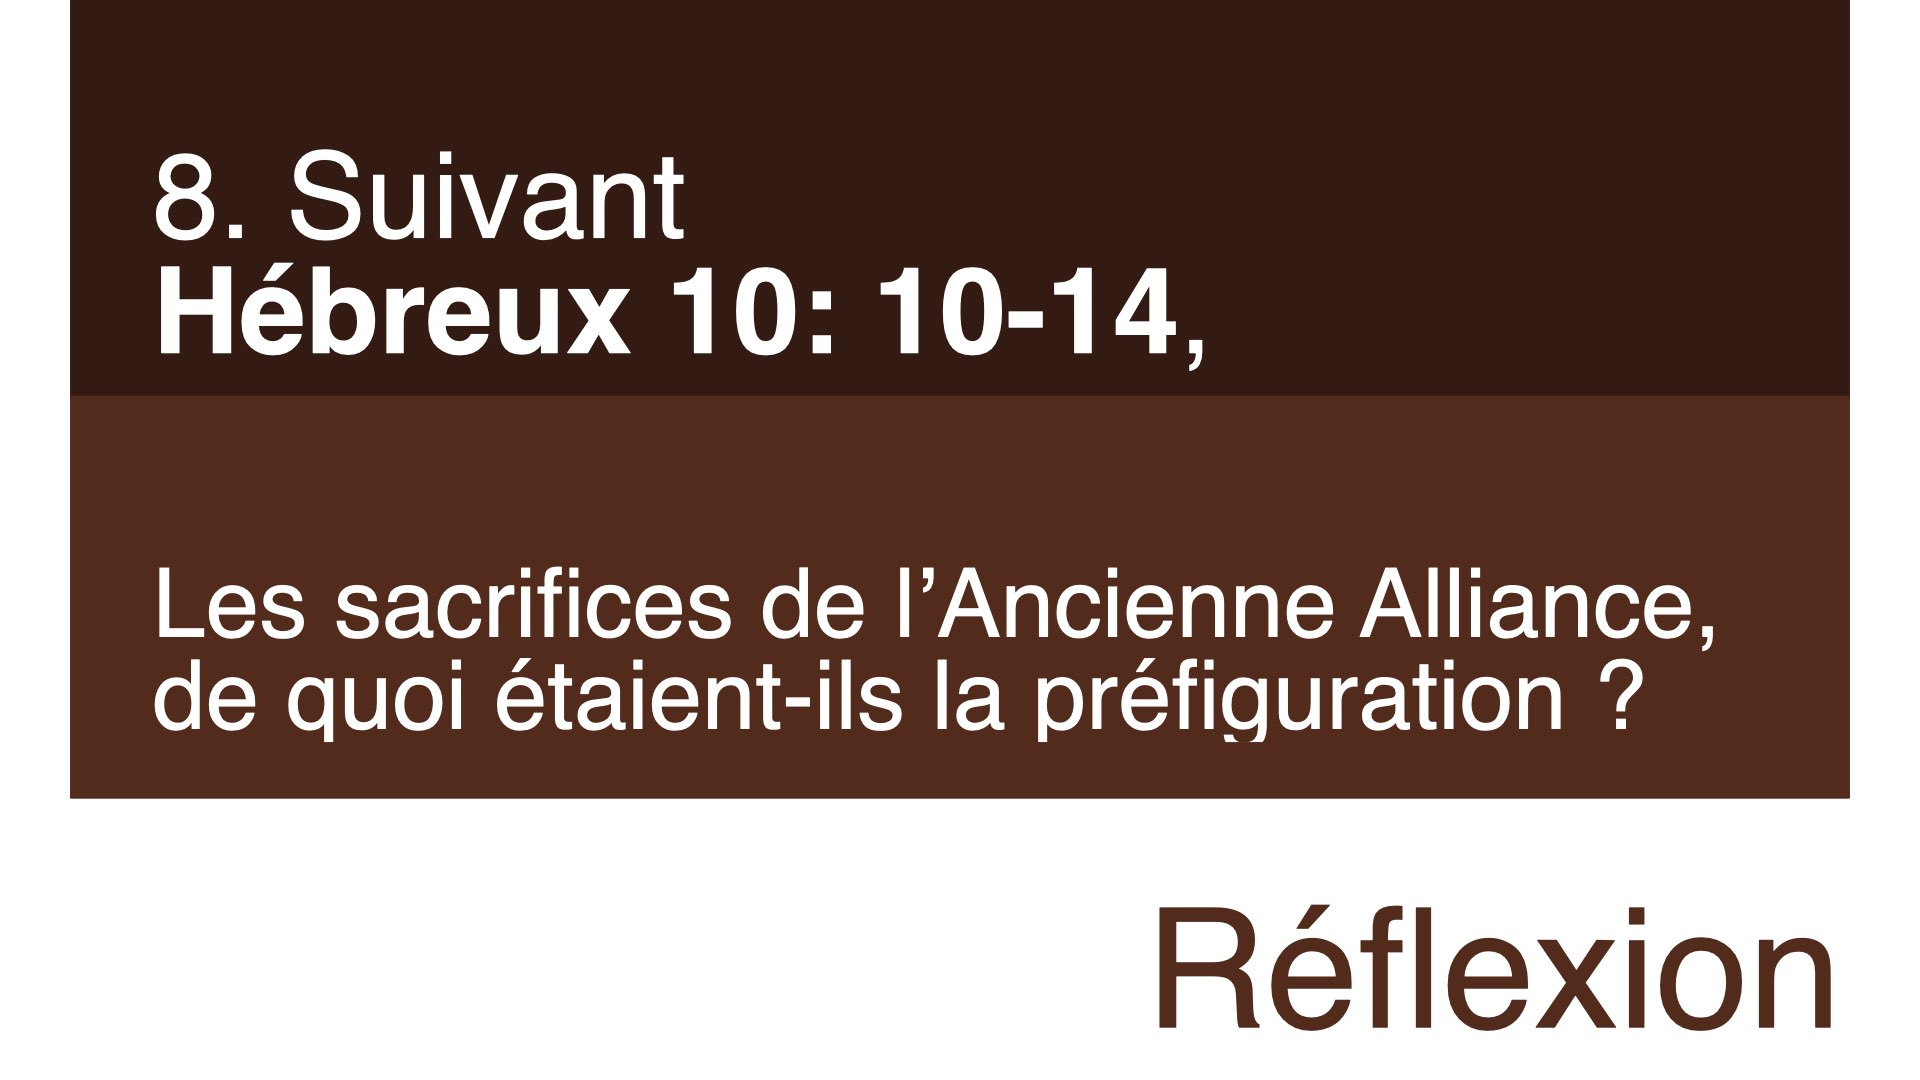 8. Suivant
Hébreux 10: 10-14,
Les sacrifices de l’Ancienne Alliance,
de quoi étaient-ils la préfiguration ?
Réflexion